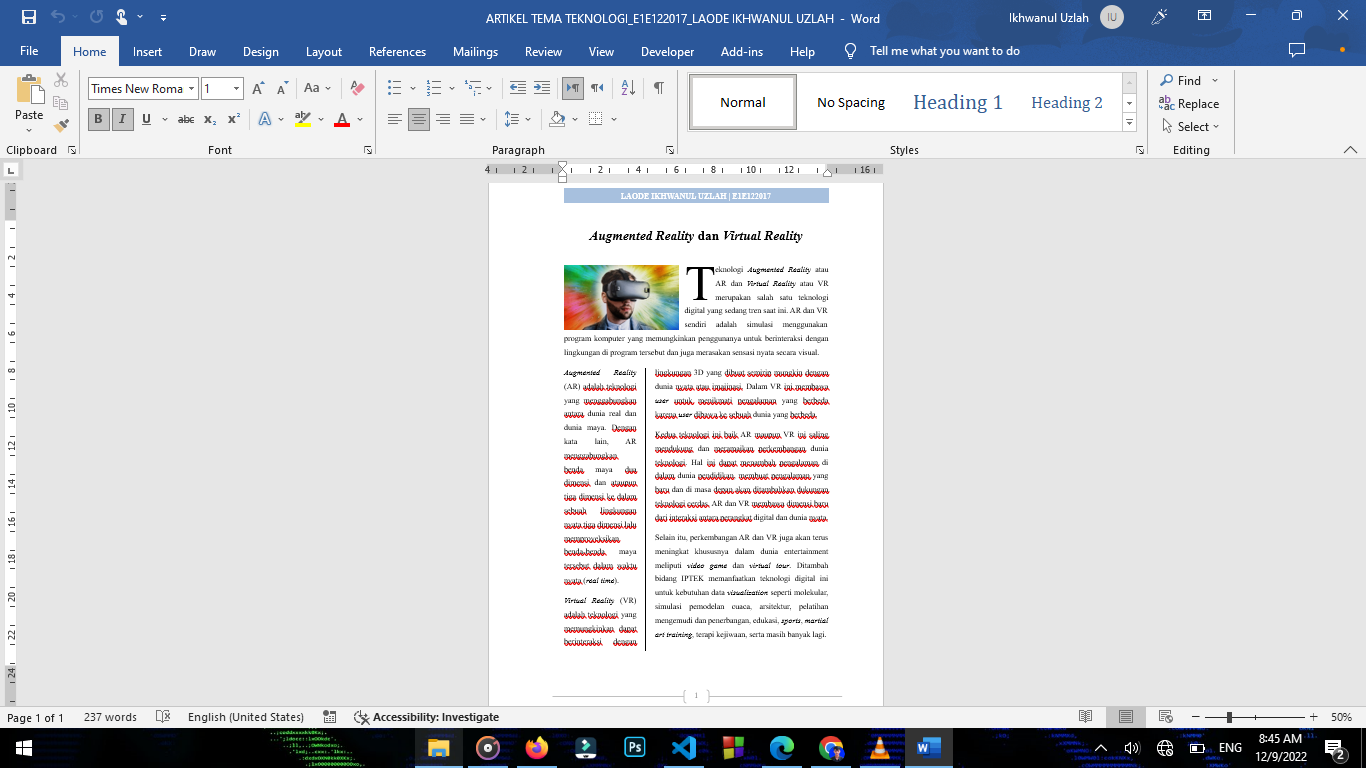 ARTIKEL TEMA TEKNOLOGI_E1E122017_LAODE IKHWANUL UZLAH - Word
Ikhwanul Uzlah IU
File Home Insert Draw Design Layout References Mailings Review View Developer Add-ins Help Tell me what you want to do
Times New Roma 1
Paste
Find
Replace
Select
Normal No Spacing Heading 1 Heading 2
Clipboard Font Paragraph Styles Editing
4 2 2 4 6 8 10 12 16
LAODE IKHWANUL UZLAH | E1E122017
Augmented Reality dan Virtual Reality
Teknologi Augmented Reality atau
AR dan Virtual Reality atau VR
merupakan salah satu teknologi
digital yang sedang tren saat ini. AR dan VR
sendiri adalah simulasi menggunakan
program komputer yang memungkinkan penggunanya untuk berinteraksi dengan
lingkungan di program tersebut dan juga merasakan sensasi nyata secara visual.
Augmented Reality
(AR) adalah teknologi
yang menggabungkan
antara dunia real dan
dunia maya. Dengan
kata lain, AR
menggabungkan
benda maya dua
dimensi dan ataupun
tiga dimensi ke dalam
sebuah lingkungan
nyata tiga dimensi lalu
memproyeksikan
benda-benda maya
tersebut dalam waktu
nyata (real time).
Virtual Reality (VR)
adalah teknologi yang
memungkinkan dapat
berinteraksi dengan
lingkungan 3D yang dibuat semirip mungkin dengan
dunia nyata atau imajinasi. Dalam VR ini membawa
user untuk menikmati pengalaman yang berbeda
karena user dibawa ke sebuah dunia yang berbeda.
Kedua teknologi ini baik AR maupun VR ini saling
mendukung dan meramaikan perkembangan dunia
teknologi. Hal ini dapat menambah pengalaman di
dalam dunia pendidikan, membuat pengalaman yang
baru dan di masa depan akan ditambahkan dukungan
teknologi cerdas. AR dan VR membawa dimensi baru
dari interaksi antara perangkat digital dan dunia nyata.
Selain itu, perkembangan AR dan VR juga akan terus
meningkat khususnya dalam dunia entertainment
meliputi video game dan virtual tour. Ditambah
bidang IPTEK memanfaatkan teknologi digital ini
untuk kebutuhan data visualization seperti molekular,
simulasi pemodelan cuaca, arsitektur, pelatihan
mengemudi dan penerbangan, edukasi, sports, martial
art training, terapi kejiwaan, serta masih banyak lagi.
1
Page 1 of 1 237 words English (United States) Accessibility: Investigate 50%
ENG 8:45 AM
12/9/2022 2